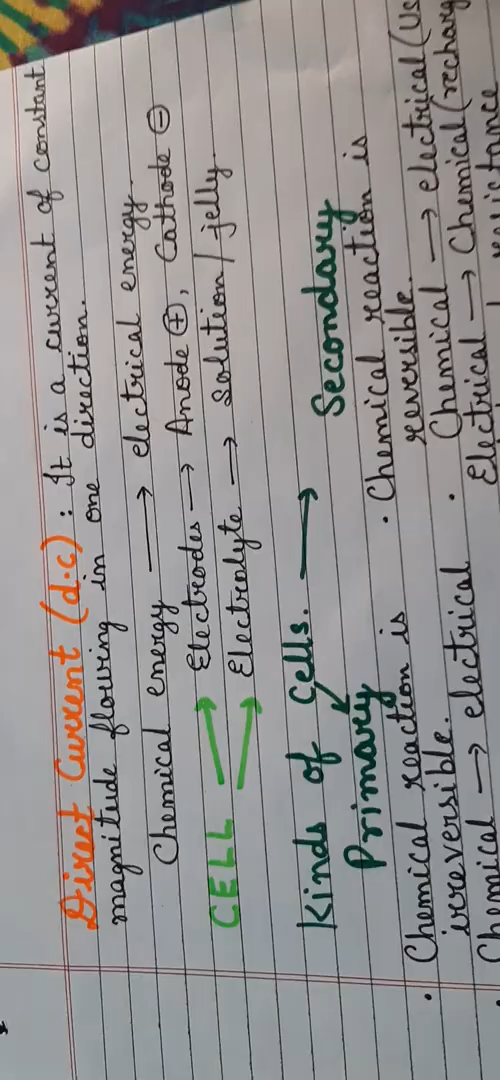 Direct Current (d.c) : It is a current of constant
magnitude flowing in one direction.
Chemical energy → electrical energy.
CELL → Electrodes → Anode ⊕, Cathode ⊖
→ Electrolyte → Solution / jelly.
Kinds of cells. →
Primary Secondary
• Chemical reaction is • Chemical reaction is
irreversible. reversible.
• Chemical → electrical • Chemical → electrical (Us
Electrical → Chemical (recharg